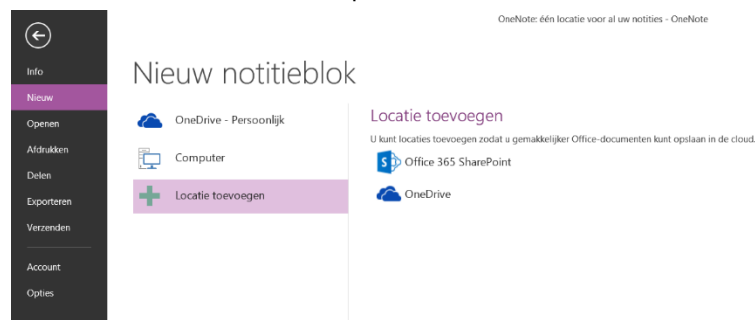 OneNote: één locatie voor al uw notities - OneNote
Info
Nieuw
Openen
Afdrukken
Delen
Exporteren
Verzenden
Account
Opties
Nieuw notitieblok
OneDrive - Persoonlijk
Computer
Locatie toevoegen
Locatie toevoegen
U kunt locaties toevoegen zodat u gemakkelijker Office-documenten kunt opslaan in de cloud.
Office 365 SharePoint
OneDrive